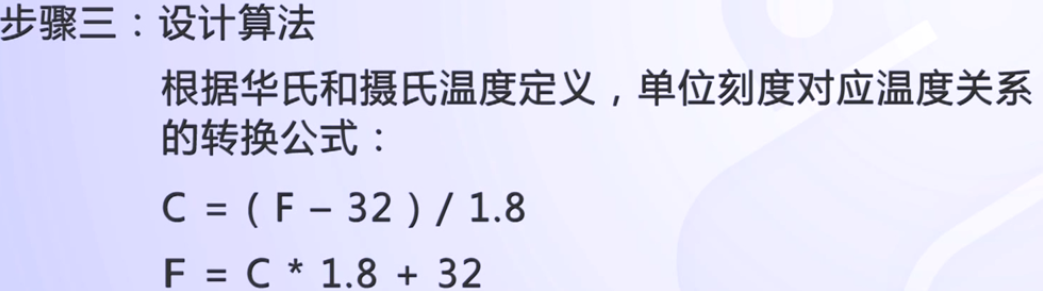 步骤三：设计算法
根据华氏和摄氏温度定义，单位刻度对应温度关系
的转换公式：
C = ( F – 32 ) / 1.8
F = C * 1.8 + 32